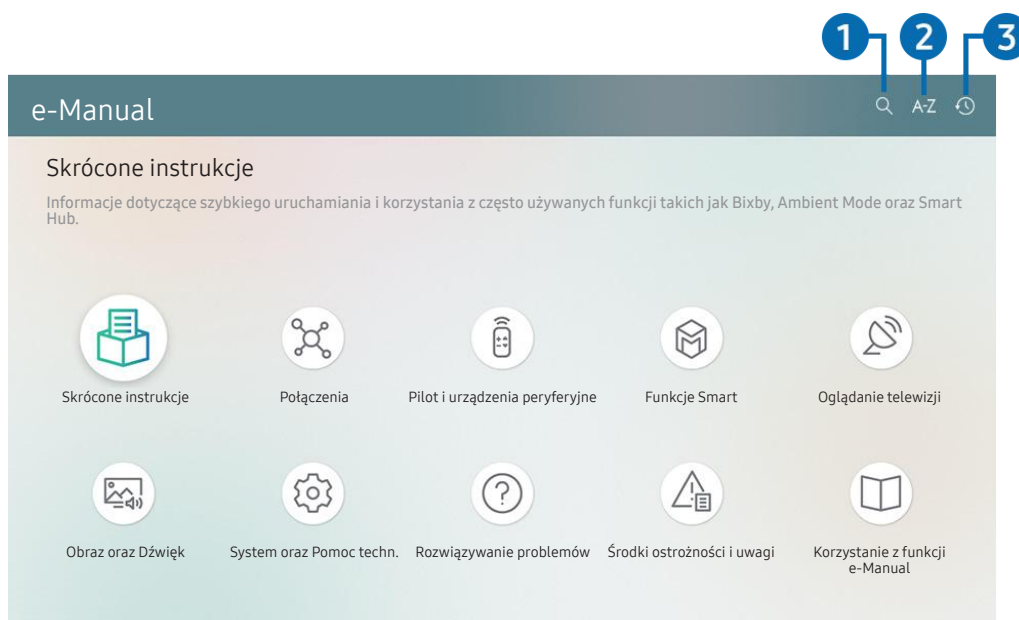 1 2 3
e-Manual
A-Z
Skrócone instrukcje
Informacje dotyczące szybkiego uruchamiania i korzystania z często używanych funkcji takich jak Bixby, Ambient Mode oraz Smart
Hub.
Skrócone instrukcje
Połączenia
Pilot i urządzenia peryferyjne
Funkcje Smart
Oglądanie telewizji
Obraz oraz Dźwięk
System oraz Pomoc techn.
Rozwiązywanie problemów
Środki ostrożności i uwagi
Korzystanie z funkcji
e-Manual